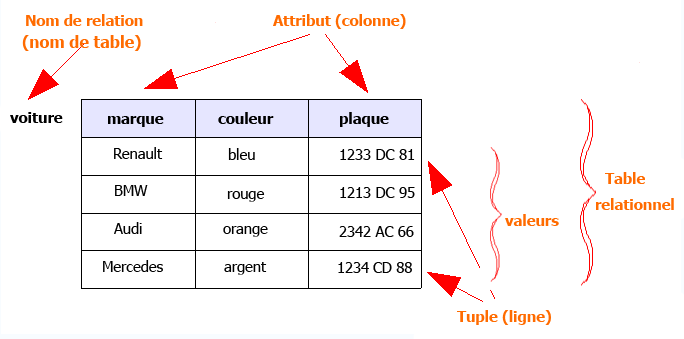 Nom de relation
(nom de table)
Attribut (colonne)
voiture
marque couleur plaque
Renault bleu 1233 DC 81
BMW rouge 1213 DC 95
Audi orange 2342 AC 66
Mercedes argent 1234 CD 88
valeurs
Table
relationnel
Tuple (ligne)